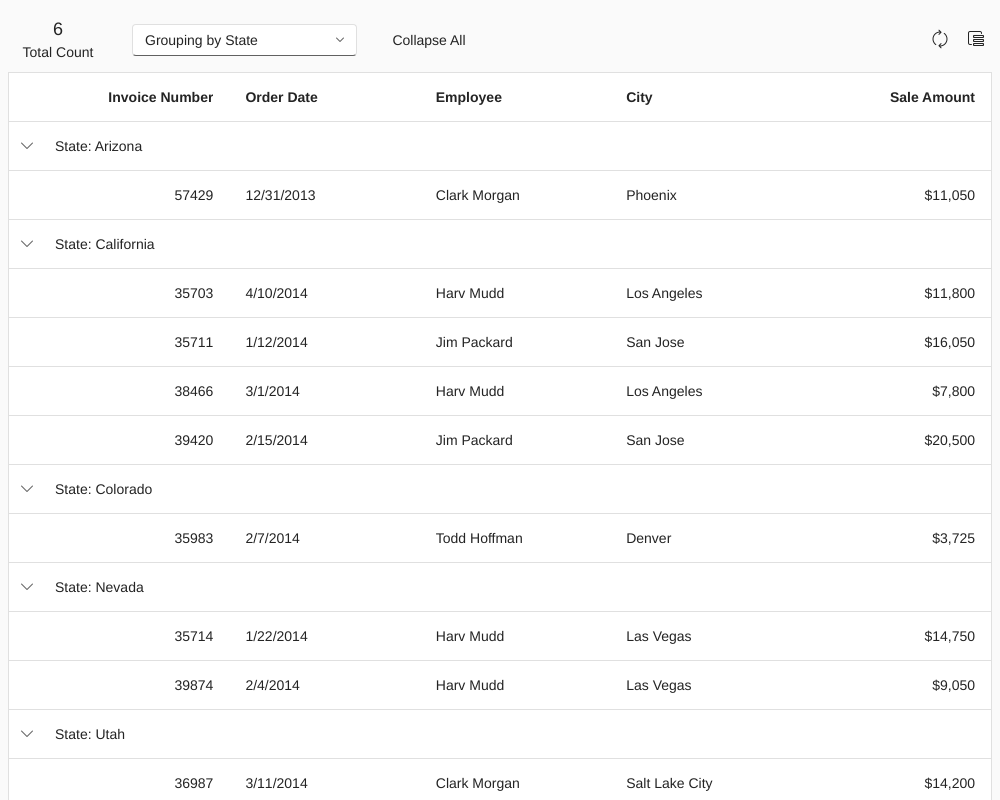 6
Total Count
Grouping by State
Collapse All
Invoice Number Order Date Employee City Sale Amount
State: Arizona
57429 12/31/2013 Clark Morgan Phoenix $11,050
State: California
35703 4/10/2014 Harv Mudd Los Angeles $11,800
35711 1/12/2014 Jim Packard San Jose $16,050
38466 3/1/2014 Harv Mudd Los Angeles $7,800
39420 2/15/2014 Jim Packard San Jose $20,500
State: Colorado
35983 2/7/2014 Todd Hoffman Denver $3,725
State: Nevada
35714 1/22/2014 Harv Mudd Las Vegas $14,750
39874 2/4/2014 Harv Mudd Las Vegas $9,050
State: Utah
36987 3/11/2014 Clark Morgan Salt Lake City $14,200